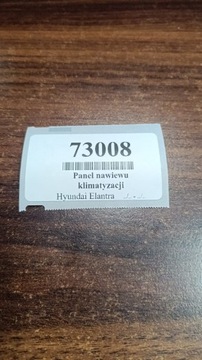 73008
Panel nawiewu
klimatyzacji
Hyundai Elantra